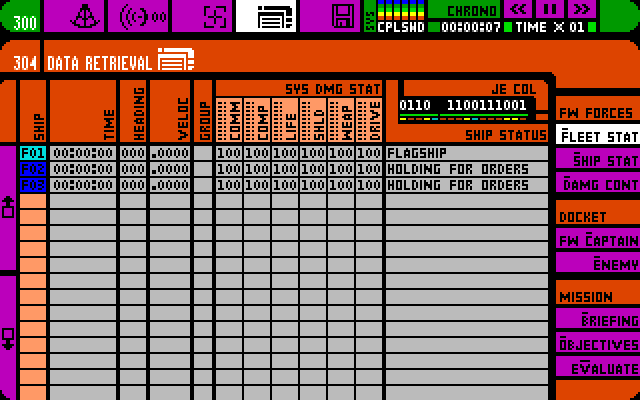 300 00 SYS CHRONO
CPLSHD 00:00:07 TIME X 01
304 DATA RETRIEVAL
SHIP TIME HEADING VELOC GROUP SYS DMG STAT JE COL
COMM COMP LIFE SHLD WEAP DRIVE 0110 1100111001
SHIP STATUS
F01 00:00:00 000 .0000 100 100 100 100 100 100 FLAGSHIP
F02 00:00:00 000 .0000 100 100 100 100 100 100 HOLDING FOR ORDERS
F03 00:00:00 000 .0000 100 100 100 100 100 100 HOLDING FOR ORDERS
FW FORCES
FLEET STAT
SHIP STAT
DAMG CONT
DOCKET
FW CAPTAIN
ENEMY
MISSION
BRIEFING
OBJECTIVES
EVALUATE